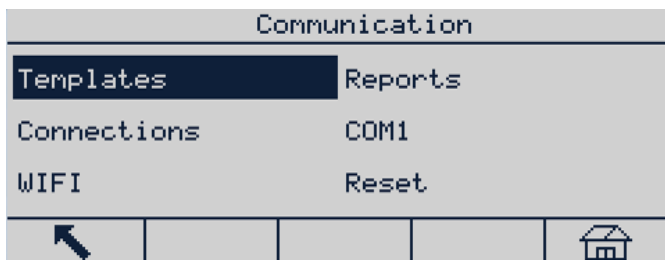 Communication
Templates
Reports
Connections
COM1
WIFI
Reset